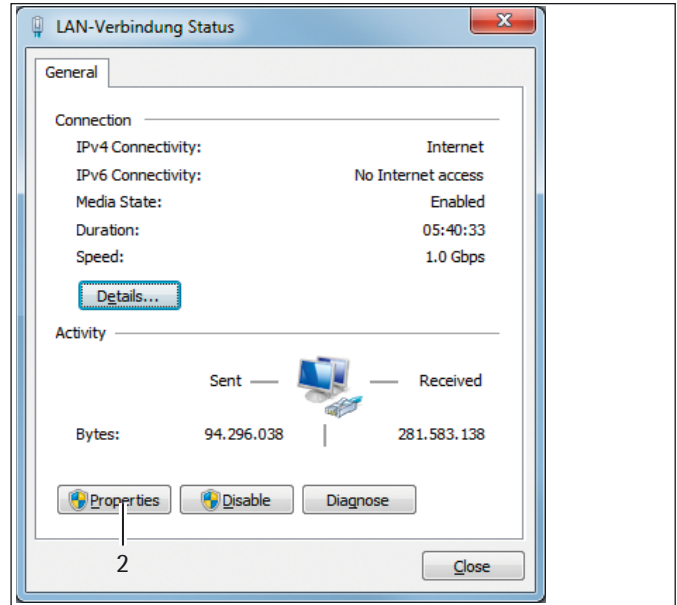 LAN-Verbindung Status
General
Connection
IPv4 Connectivity: Internet
IPv6 Connectivity: No Internet access
Media State: Enabled
Duration: 05:40:33
Speed: 1.0 Gbps
Details...
Activity
Sent Received
Bytes: 94.296.038 281.583.138
Properties Disable Diagnose
2
Close